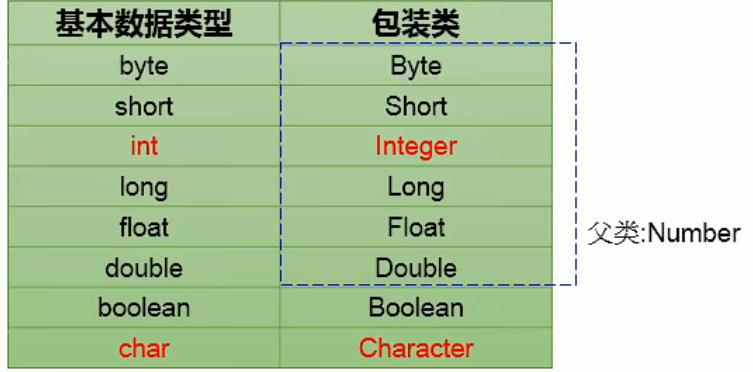 基本数据类型 包装类
byte Byte
short Short
int Integer
long Long
float Float
double Double
boolean Boolean
char Character
父类:Number